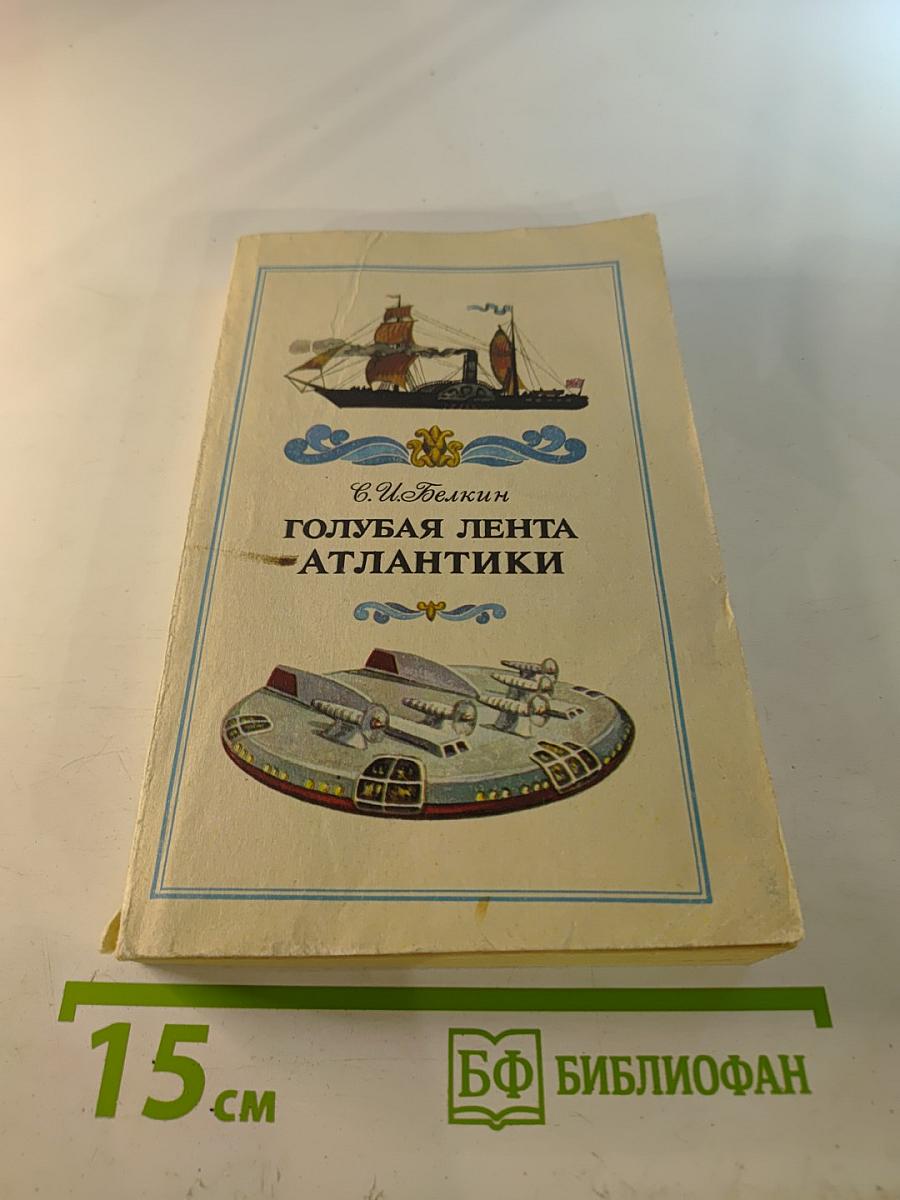 С.И.Белкин
ГОЛУБАЯ ЛЕНТА
АТЛАНТИКИ
15 см
БФ БИБЛИОФАН